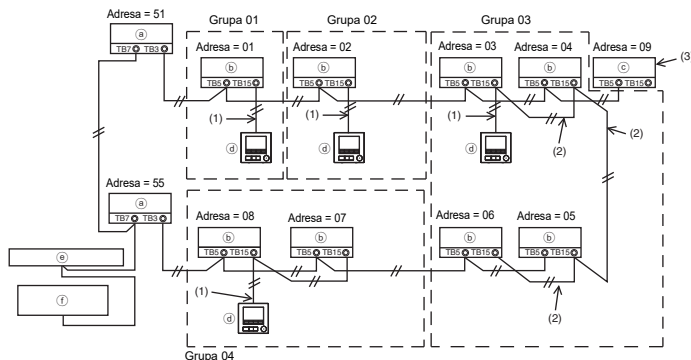 Adresa = 51
Grupa 01
Grupa 02
Grupa 03
ⓐ
TB7 TB3
Adresa = 01
Adresa = 02
Adresa = 03
Adresa = 04
Adresa = 09
ⓑ
ⓑ
ⓑ
ⓑ
ⓒ
(3
TB5 TB15
TB5 TB15
TB5 TB15
TB5 TB15
TB5 TB15
(1)
(1)
(1)
(2)
(2)
ⓓ
ⓓ
ⓓ
Adresa = 55
ⓐ
TB7 TB3
Adresa = 08
Adresa = 07
Adresa = 06
Adresa = 05
ⓑ
ⓑ
ⓑ
ⓑ
TB5 TB15
TB5 TB15
TB5 TB15
TB5 TB15
ⓔ
ⓕ
(1)
(2)
ⓓ
Grupa 04